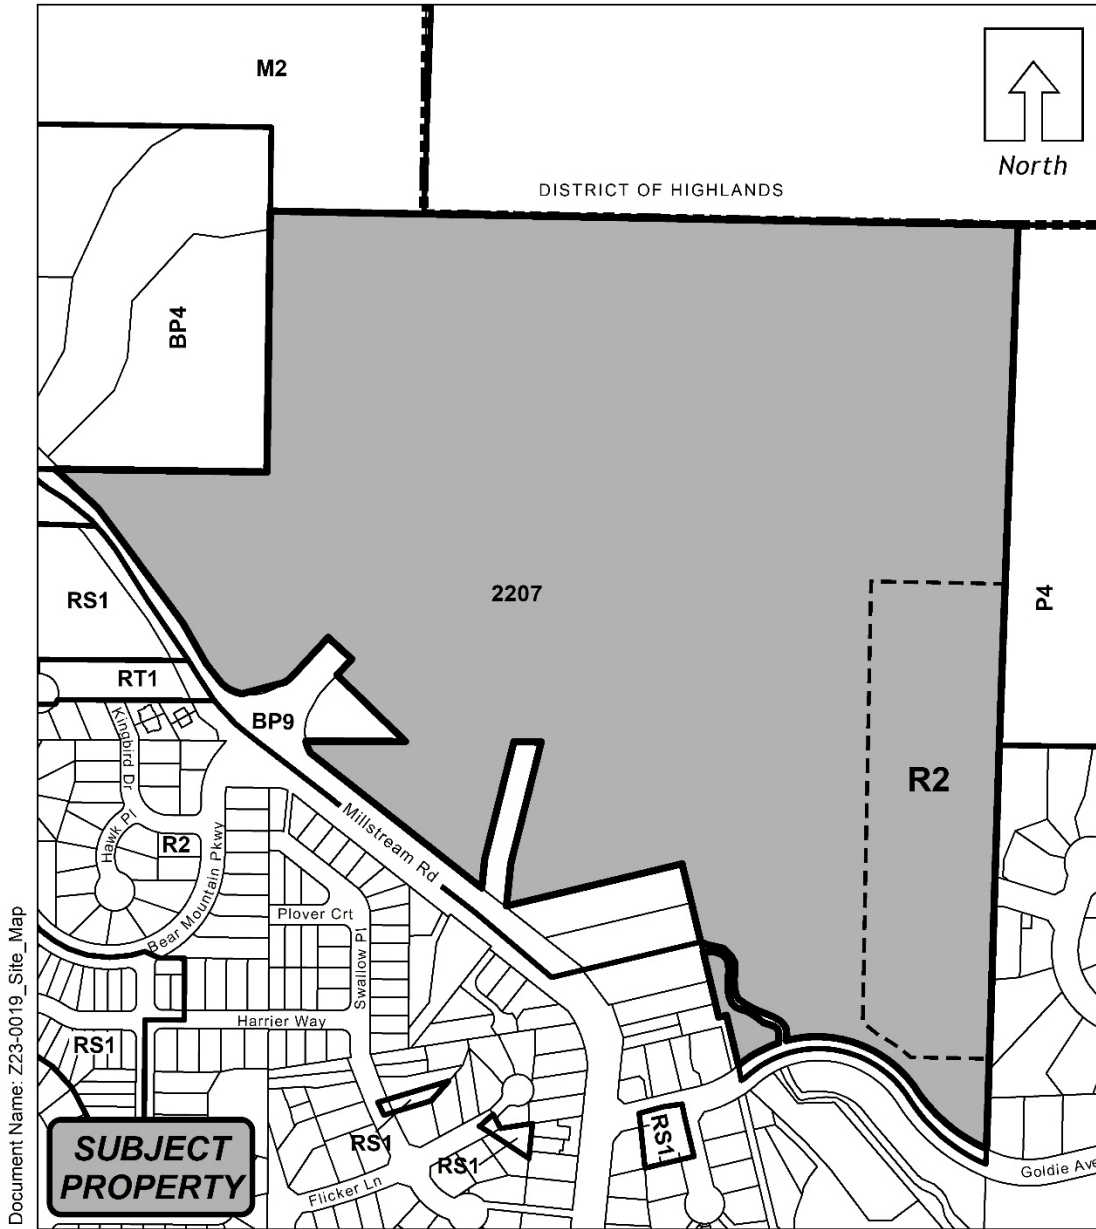 M2
North
DISTRICT OF HIGHLANDS
BP4
2207
P4
RS1
RT1
BP9
Kingbird Dr
R2
Millstream Rd
Hawk Pl
R2
Bear Mountain Pkwy
Plover Crt
Swallow Pl
Harrier Way
RS1
RS1
RS1
RS1
Flicker Ln
Goldie Ave
SUBJECT
PROPERTY
Document Name: Z23-0019_Site_Map